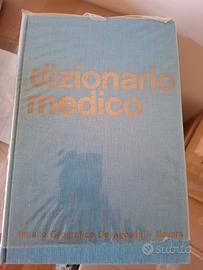 dizionario
medico
Istituto Geografico De Agostini - Novara
subito